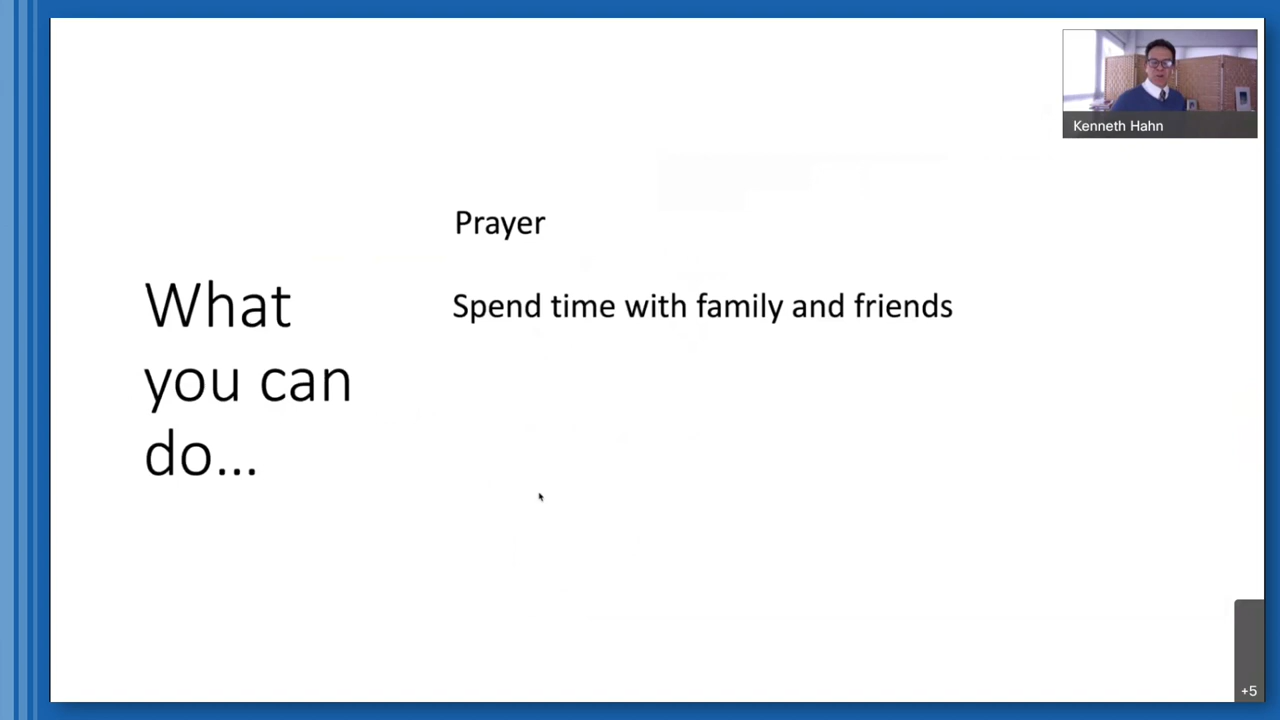 What
you can
do...
Prayer
Spend time with family and friends
Kenneth Hahn
+5